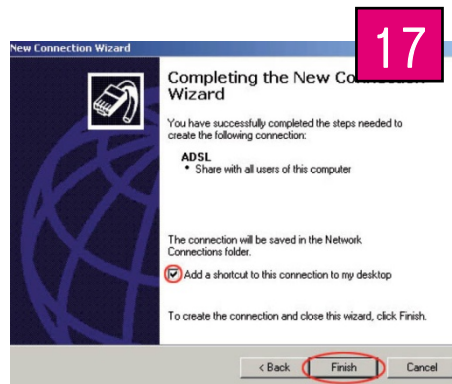 17
New Connection Wizard
Completing the New Con
Wizard
You have successfully completed the steps needed to
create the following connection:
ADSL
• Share with all users of this computer
The connection will be saved in the Network
Connections folder.
Add a shortcut to this connection to my desktop
To create the connection and close this wizard, click Finish.
< Back Finish Cancel